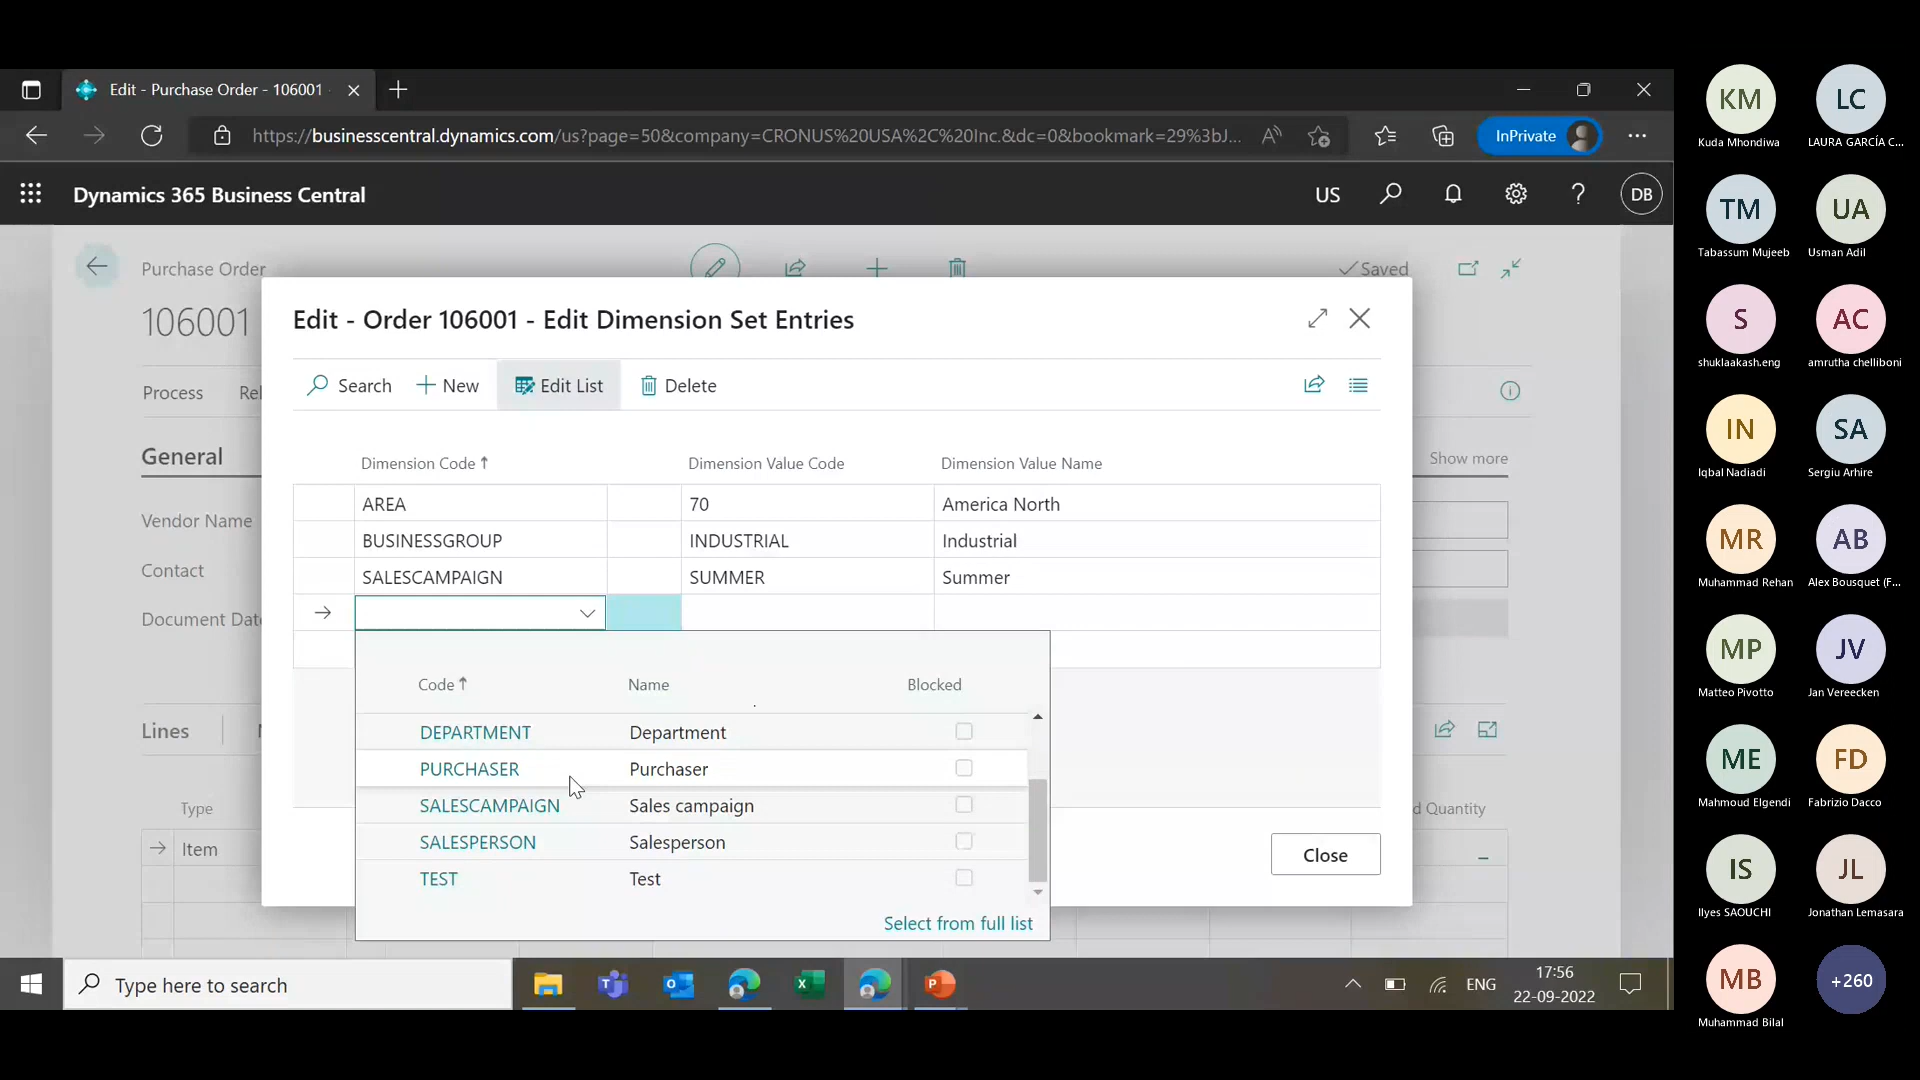 Edit - Purchase Order - 106001
https://businesscentral.dynamics.com/us?page=50&company=CRONUS%20USA%2C%20Inc.&dc=0&bookmark=29%3bJ...
InPrivate
Dynamics 365 Business Central
US
DB
Purchase Order
Saved
106001
Process
Rel
General
Show more
Vendor Name
Contact
Document Date
Lines
Type
d Quantity
Item
Edit - Order 106001 - Edit Dimension Set Entries
Search
New
Edit List
Delete
Dimension Code ↑ Dimension Value Code Dimension Value Name
AREA 70 America North
BUSINESSGROUP INDUSTRIAL Industrial
SALESCAMPAIGN SUMMER Summer
Code ↑ Name Blocked
DEPARTMENT Department
PURCHASER Purchaser
SALESCAMPAIGN Sales campaign
SALESPERSON Salesperson
TEST Test
Select from full list
Close
Type here to search
ENG
17:56
22-09-2022
KM
Kuda Mhondiwa
LC
LAURA GARCÍA C...
TM
Tabassum Mujeeb
UA
Usman Adil
S
shuklaakash.eng
AC
amrutha chelliboni
IN
Iqbal Nadiadi
SA
Sergiu Arhire
MR
Muhammad Rehan
AB
Alex Bousquet (F...
MP
Matteo Pivotto
JV
Jan Vereecken
ME
Mahmoud Elgendi
FD
Fabrizio Dacco
IS
Ilyes SAOUCHI
JL
Jonathan Lemasara
MB
Muhammad Bilal
+260